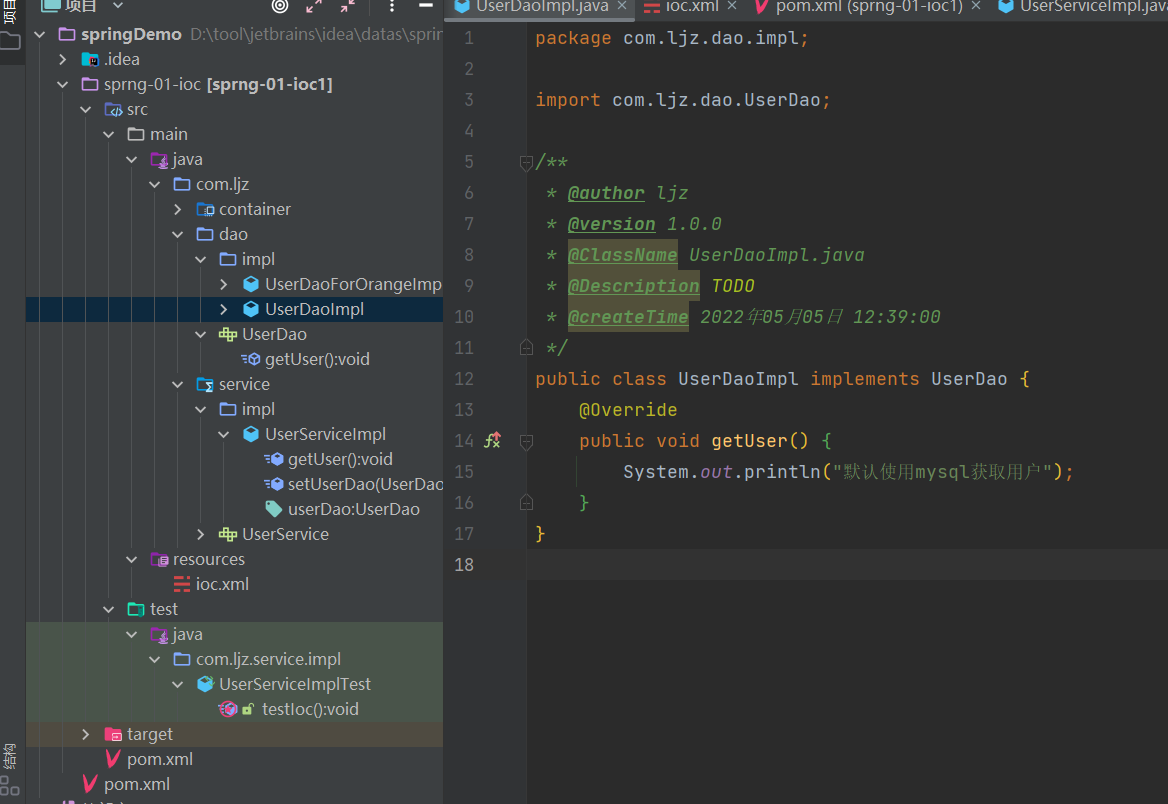 项目
项目
springDemo D:\tool\jetbrains\idea\datas\sprin
.idea
sprng-01-ioc [sprng-01-ioc1]
src
main
java
com.ljz
container
dao
impl
UserDaoForOrangeImp
UserDaoImpl
UserDao
getUser():void
service
impl
UserServiceImpl
getUser():void
setUserDao(UserDao
userDao:UserDao
UserService
resources
ioc.xml
test
java
com.ljz.service.impl
UserServiceImplTest
testIoc():void
target
pom.xml
pom.xml
结构
UserDaoImpl.java ioc.xml pom.xml (sprng-01-ioc1) UserServiceImpl.java
1 package com.ljz.dao.impl;
2
3 import com.ljz.dao.UserDao;
4
5 /**
6 * @author ljz
7 * @version 1.0.0
8 * @ClassName UserDaoImpl.java
9 * @Description TODO
10 * @createTime 2022年05月05日 12:39:00
11 */
12 public class UserDaoImpl implements UserDao {
13 @Override
14 public void getUser() {
15 System.out.println("默认使用mysql获取用户");
16 }
17 }
18